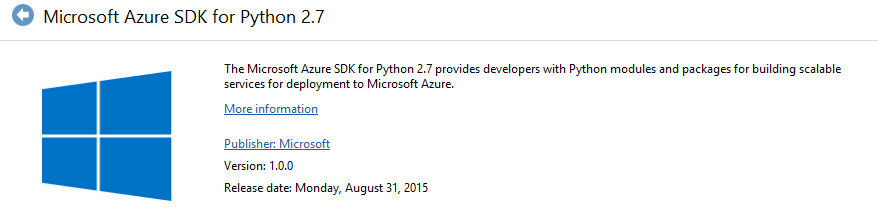 Microsoft Azure SDK for Python 2.7
The Microsoft Azure SDK for Python 2.7 provides developers with Python modules and packages for building scalable
services for deployment to Microsoft Azure.
More information
Publisher: Microsoft
Version: 1.0.0
Release date: Monday, August 31, 2015